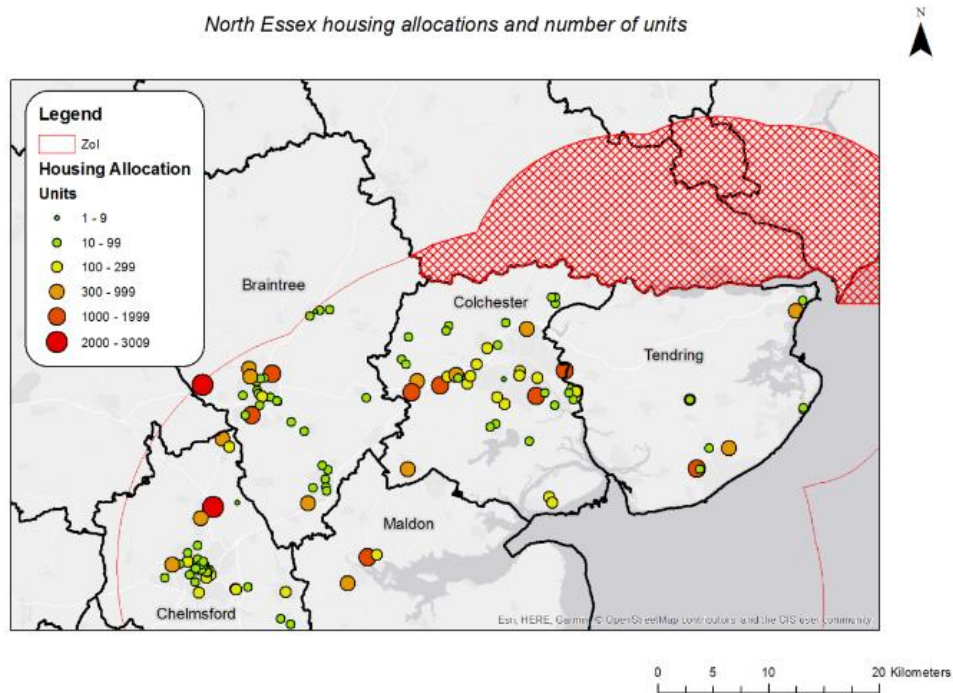 North Essex housing allocations and number of units
N
Legend
ZoI
Housing Allocation
Units
1 - 9
10 - 99
100 - 299
300 - 999
1000 - 1999
2000 - 3009
Braintree
Colchester
Tendring
Maldon
Chelmsford
Esri, HERE, Garmin, © OpenStreetMap contributors, and the GIS user community
0 5 10 20 Kilometers